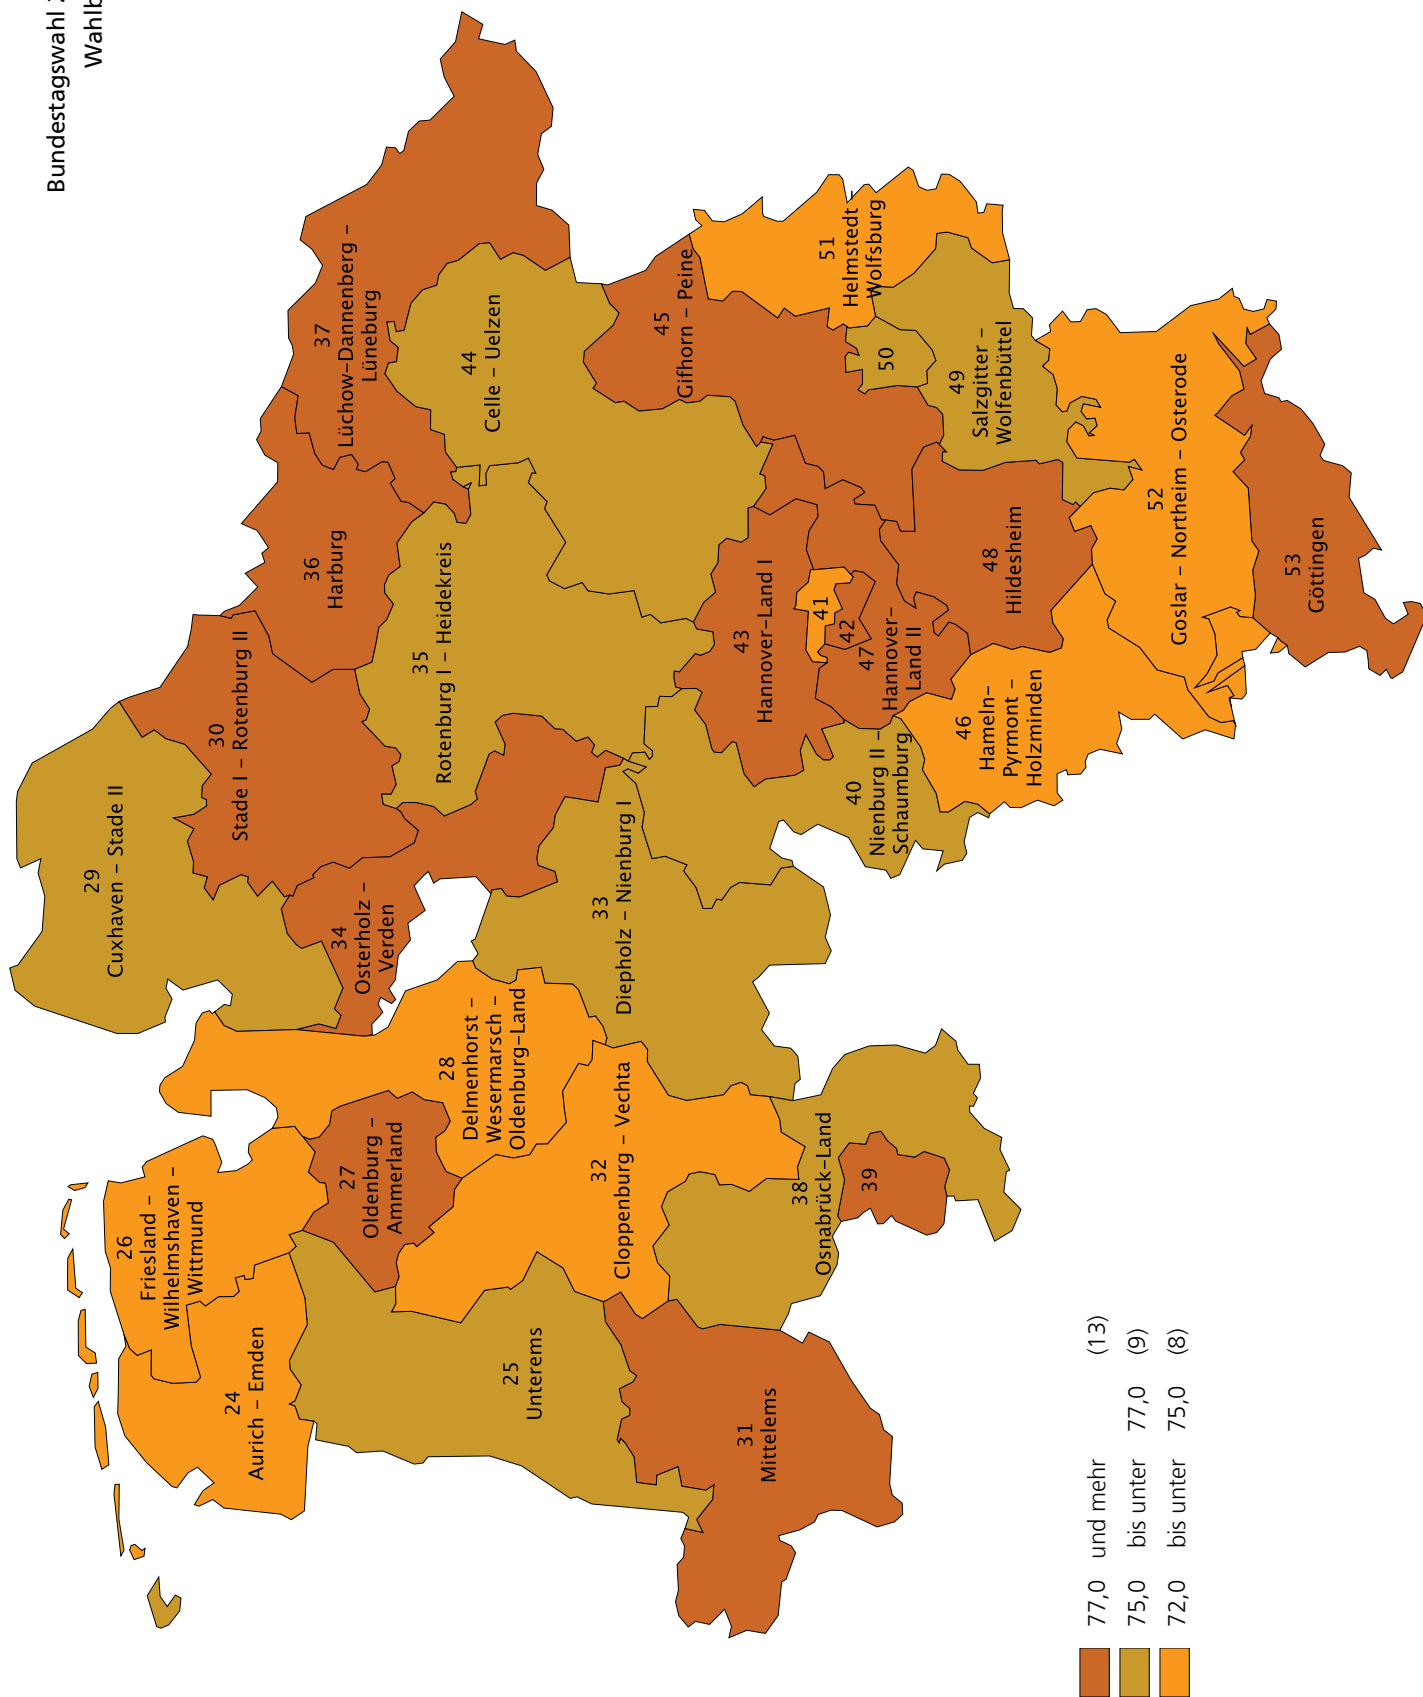 Bundestagswahl
24
Aurich – Emden
26
Friesland –
Wilhelmshaven –
Wittmund
29
Cuxhaven – Stade II
30
Stade I – Rotenburg II
36
Harburg
37
Lüchow–Dannenberg –
Lüneburg
27
Oldenburg –
Ammerland
34
Osterholz –
Verden
28
Delmenhorst –
Wesermarsch –
Oldenburg–Land
35
Rotenburg I – Heidekreis
44
Celle – Uelzen
25
Unterems
32
Cloppenburg – Vechta
33
Diepholz – Nienburg I
45
Gifhorn – Peine
31
Mittelems
43
Hannover–Land I
38
Osnabrück–Land
39
40
Nienburg II –
Schaumburg
41
42
47
Hannover–
Land II
51
Helmstedt –
Wolfsburg
50
49
Salzgitter –
Wolfenbüttel
46
Hameln–
Pyrmont –
Holzminden
48
Hildesheim
52
Goslar – Northeim – Osterode
53
Göttingen
77,0 und mehr (13)
75,0 bis unter 77,0 (9)
72,0 bis unter 75,0 (8)